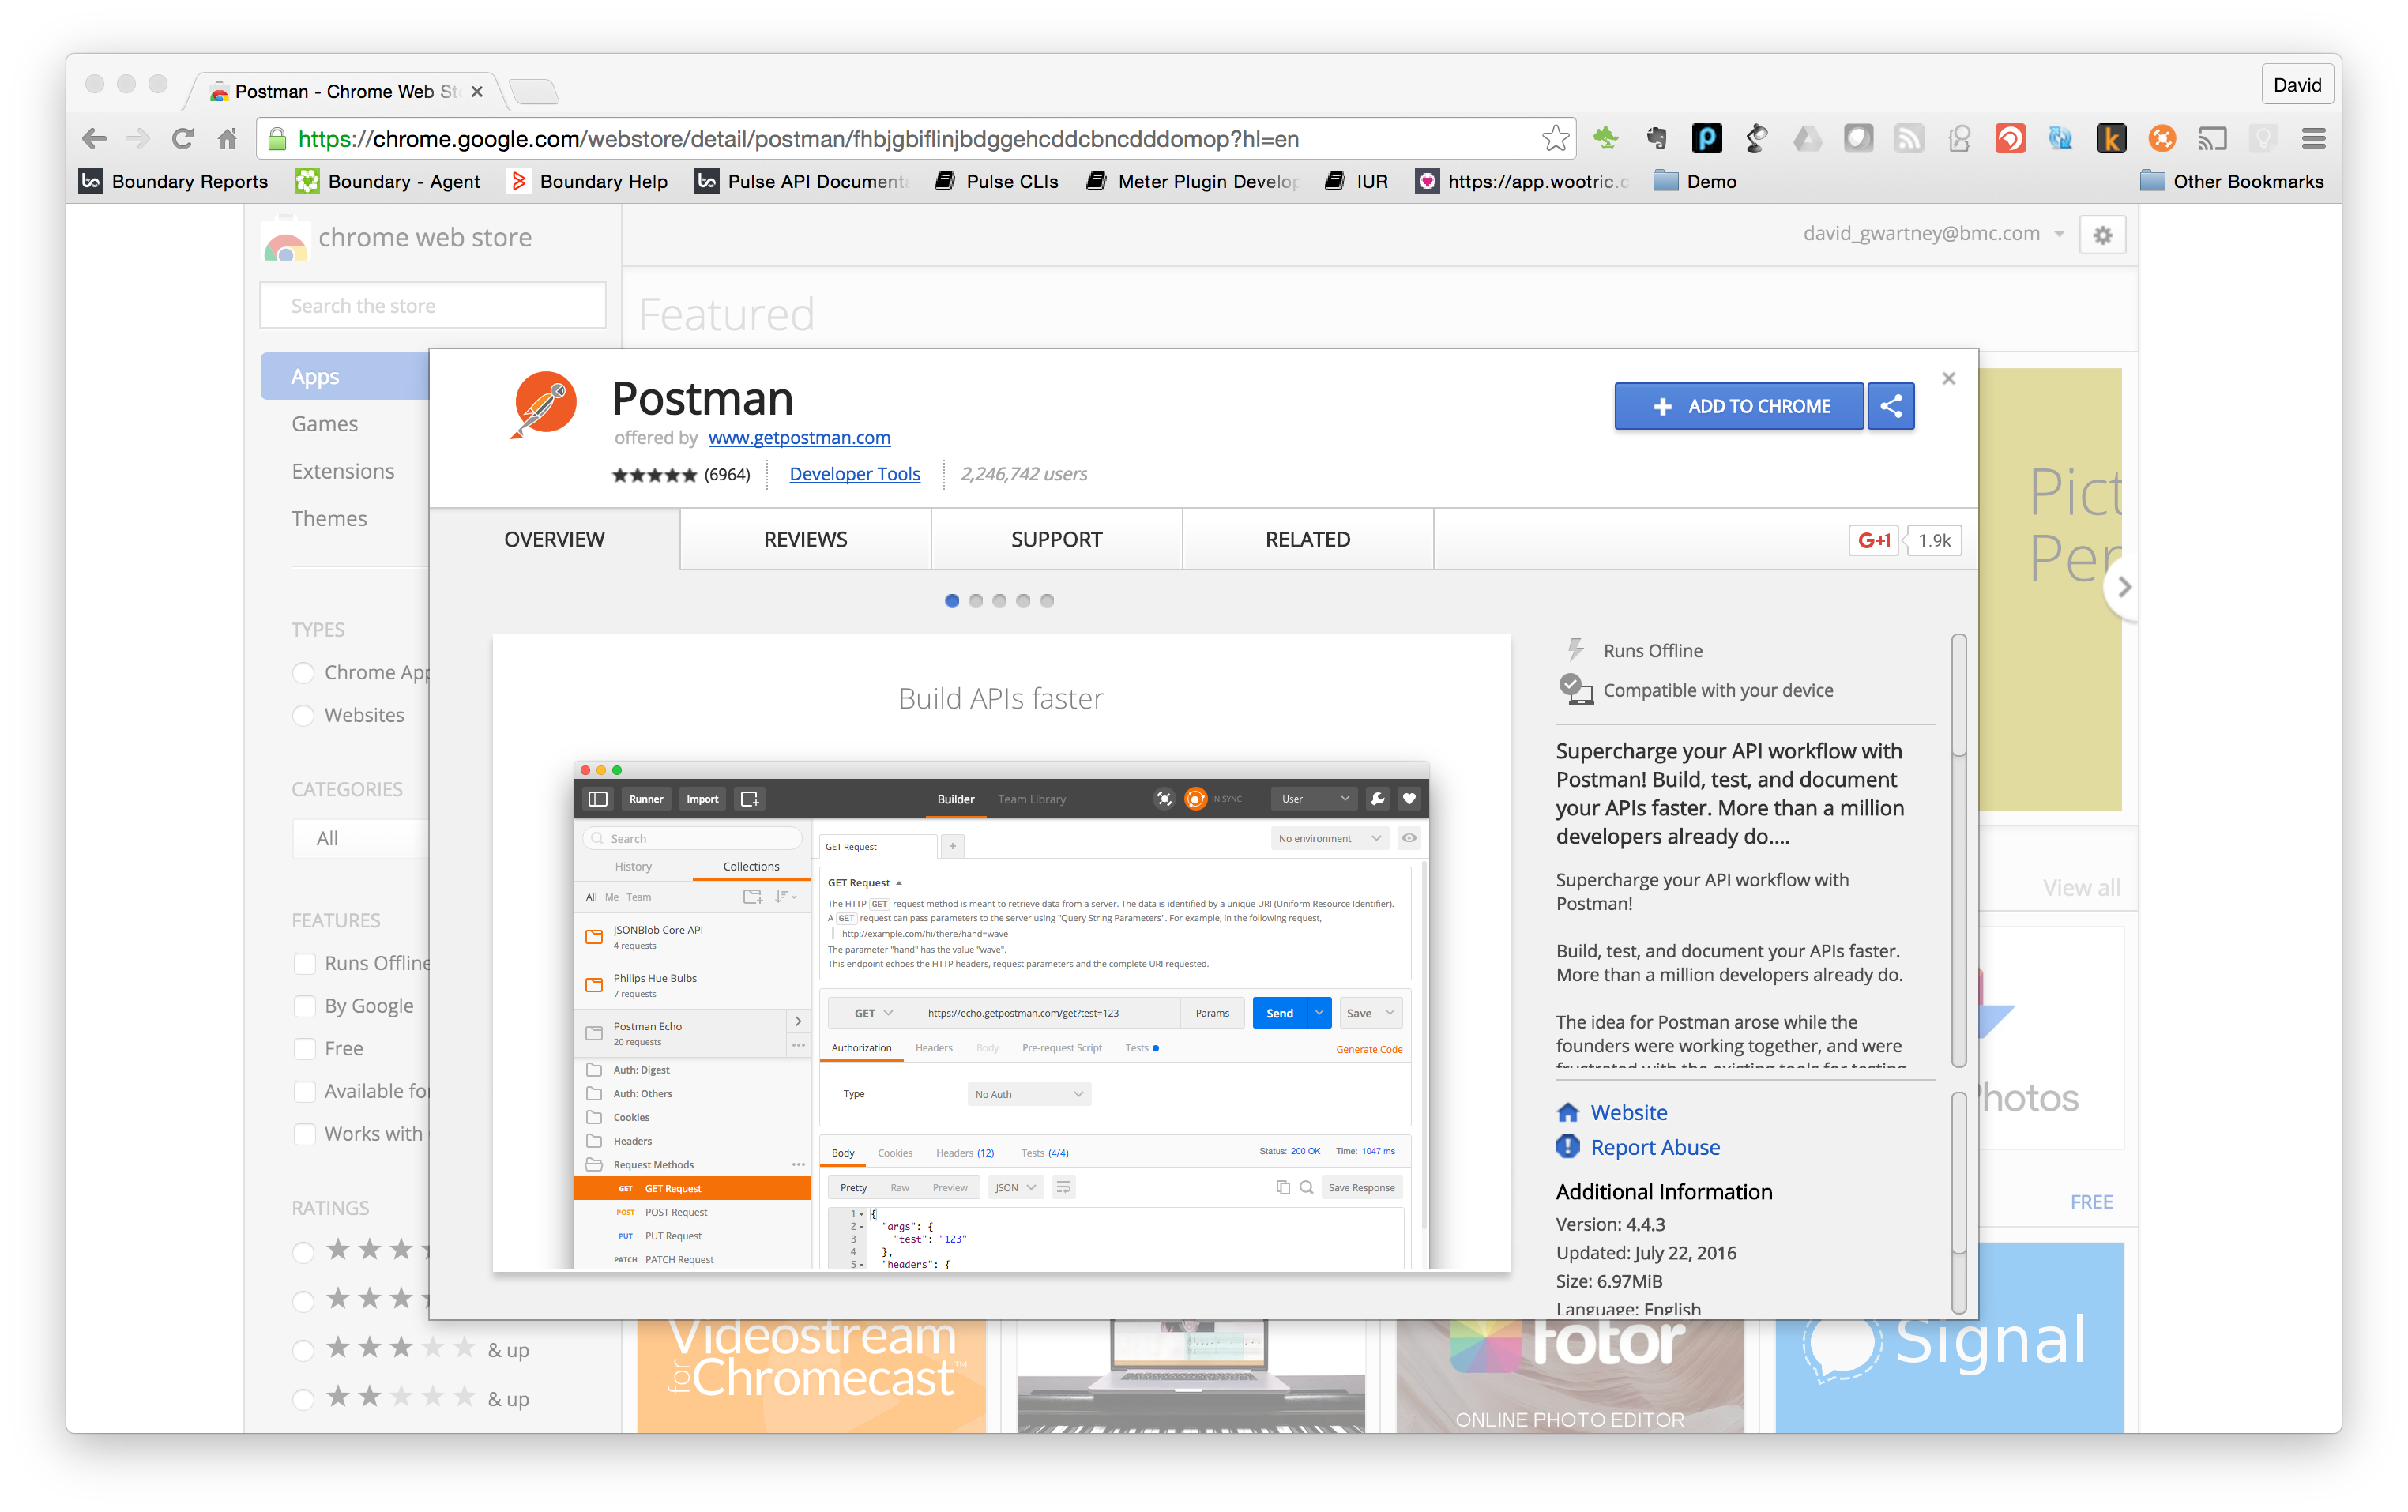 Postman - Chrome Web St
David
https://chrome.google.com/webstore/detail/postman/fhbjgbiflinjbdggehcddcbncdddomop?hl=en
Boundary Reports
Boundary - Agent
Boundary Help
Pulse API Document
Pulse CLIs
Meter Plugin Develop
IUR
https://app.wootric.c
Demo
Other Bookmarks
chrome web store
david_gwartney@bmc.com
Search the store
Featured
Apps
Games
Extensions
Themes
TYPES
Chrome App
Websites
CATEGORIES
All
FEATURES
Runs Offline
By Google
Free
Available fo
Works with
RATINGS
& up
& up
Postman
offered by www.getpostman.com
(6964)
Developer Tools
2,246,742 users
ADD TO CHROME
OVERVIEW
REVIEWS
SUPPORT
RELATED
G+1
1.9k
Build APIs faster
Runner
Import
Builder
Team Library
IN SYNC
User
Search
History
Collections
All Me Team
JSONBlob Core API
4 requests
Philips Hue Bulbs
7 requests
Postman Echo
20 requests
Auth: Digest
Auth: Others
Cookies
Headers
Request Methods
GET GET Request
POST POST Request
PUT PUT Request
PATCH PATCH Request
GET Request
+
No environment
GET Request
The HTTP GET request method is meant to retrieve data from a server. The data is identified by a unique URI (Uniform Resource Identifier).
A GET request can pass parameters to the server using "Query String Parameters". For example, in the following request,
http://example.com/hi/there?hand=wave
The parameter "hand" has the value "wave".
This endpoint echoes the HTTP headers, request parameters and the complete URI requested.
GET
https://echo.getpostman.com/get?test=123
Params
Send
Save
Authorization
Headers
Body
Pre-request Script
Tests
Generate Code
Type
No Auth
Body
Cookies
Headers (12)
Tests (4/4)
Status: 200 OK
Time: 1047 ms
Pretty
Raw
Preview
JSON
Save Response
1 {
2 "args": {
3 "test": "123"
4 },
5 "headers": {
Runs Offline
Compatible with your device
Supercharge your API workflow with
Postman! Build, test, and document
your APIs faster. More than a million
developers already do....
Supercharge your API workflow with
Postman!
Build, test, and document your APIs faster.
More than a million developers already do.
The idea for Postman arose while the
founders were working together, and were
frustrated with the existing tools for testing
Website
Report Abuse
Additional Information
Version: 4.4.3
Updated: July 22, 2016
Size: 6.97MiB
Language: English
Pict
Per
View all
Photos
FREE
Videostream
for Chromecast™
fotor
ONLINE PHOTO EDITOR
Signal